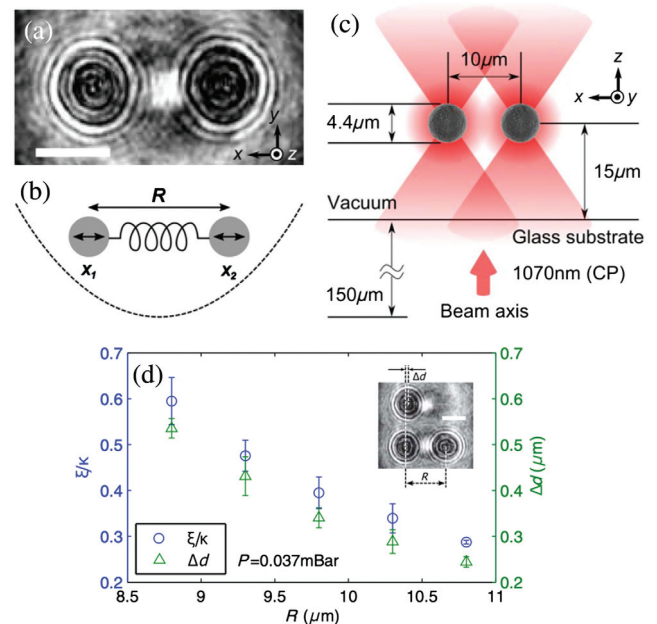 (a)
y
x
z
(b)
R
x₁
x₂
(c)
10μm
z
x
y
4.4μm
15μm
Vacuum
Glass substrate
1070nm (CP)
150μm
Beam axis
(d)
0.7
0.6
0.5
0.4
0.3
0.2
ξ/κ
0.7
0.6
0.5
0.4
0.3
0.2
Δd (μm)
Δd
R
ξ/κ
Δd
P=0.037mBar
8.5 9 9.5 10 10.5 11
R (μm)